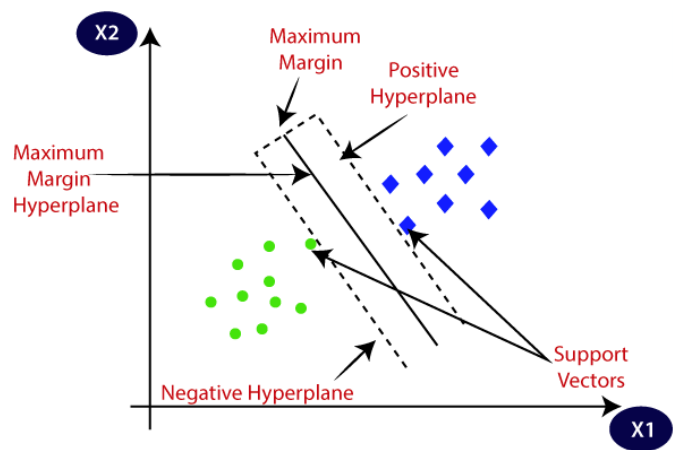 X2
Maximum
Margin
Positive
Hyperplane
Maximum
Margin
Hyperplane
Support
Vectors
Negative Hyperplane
X1